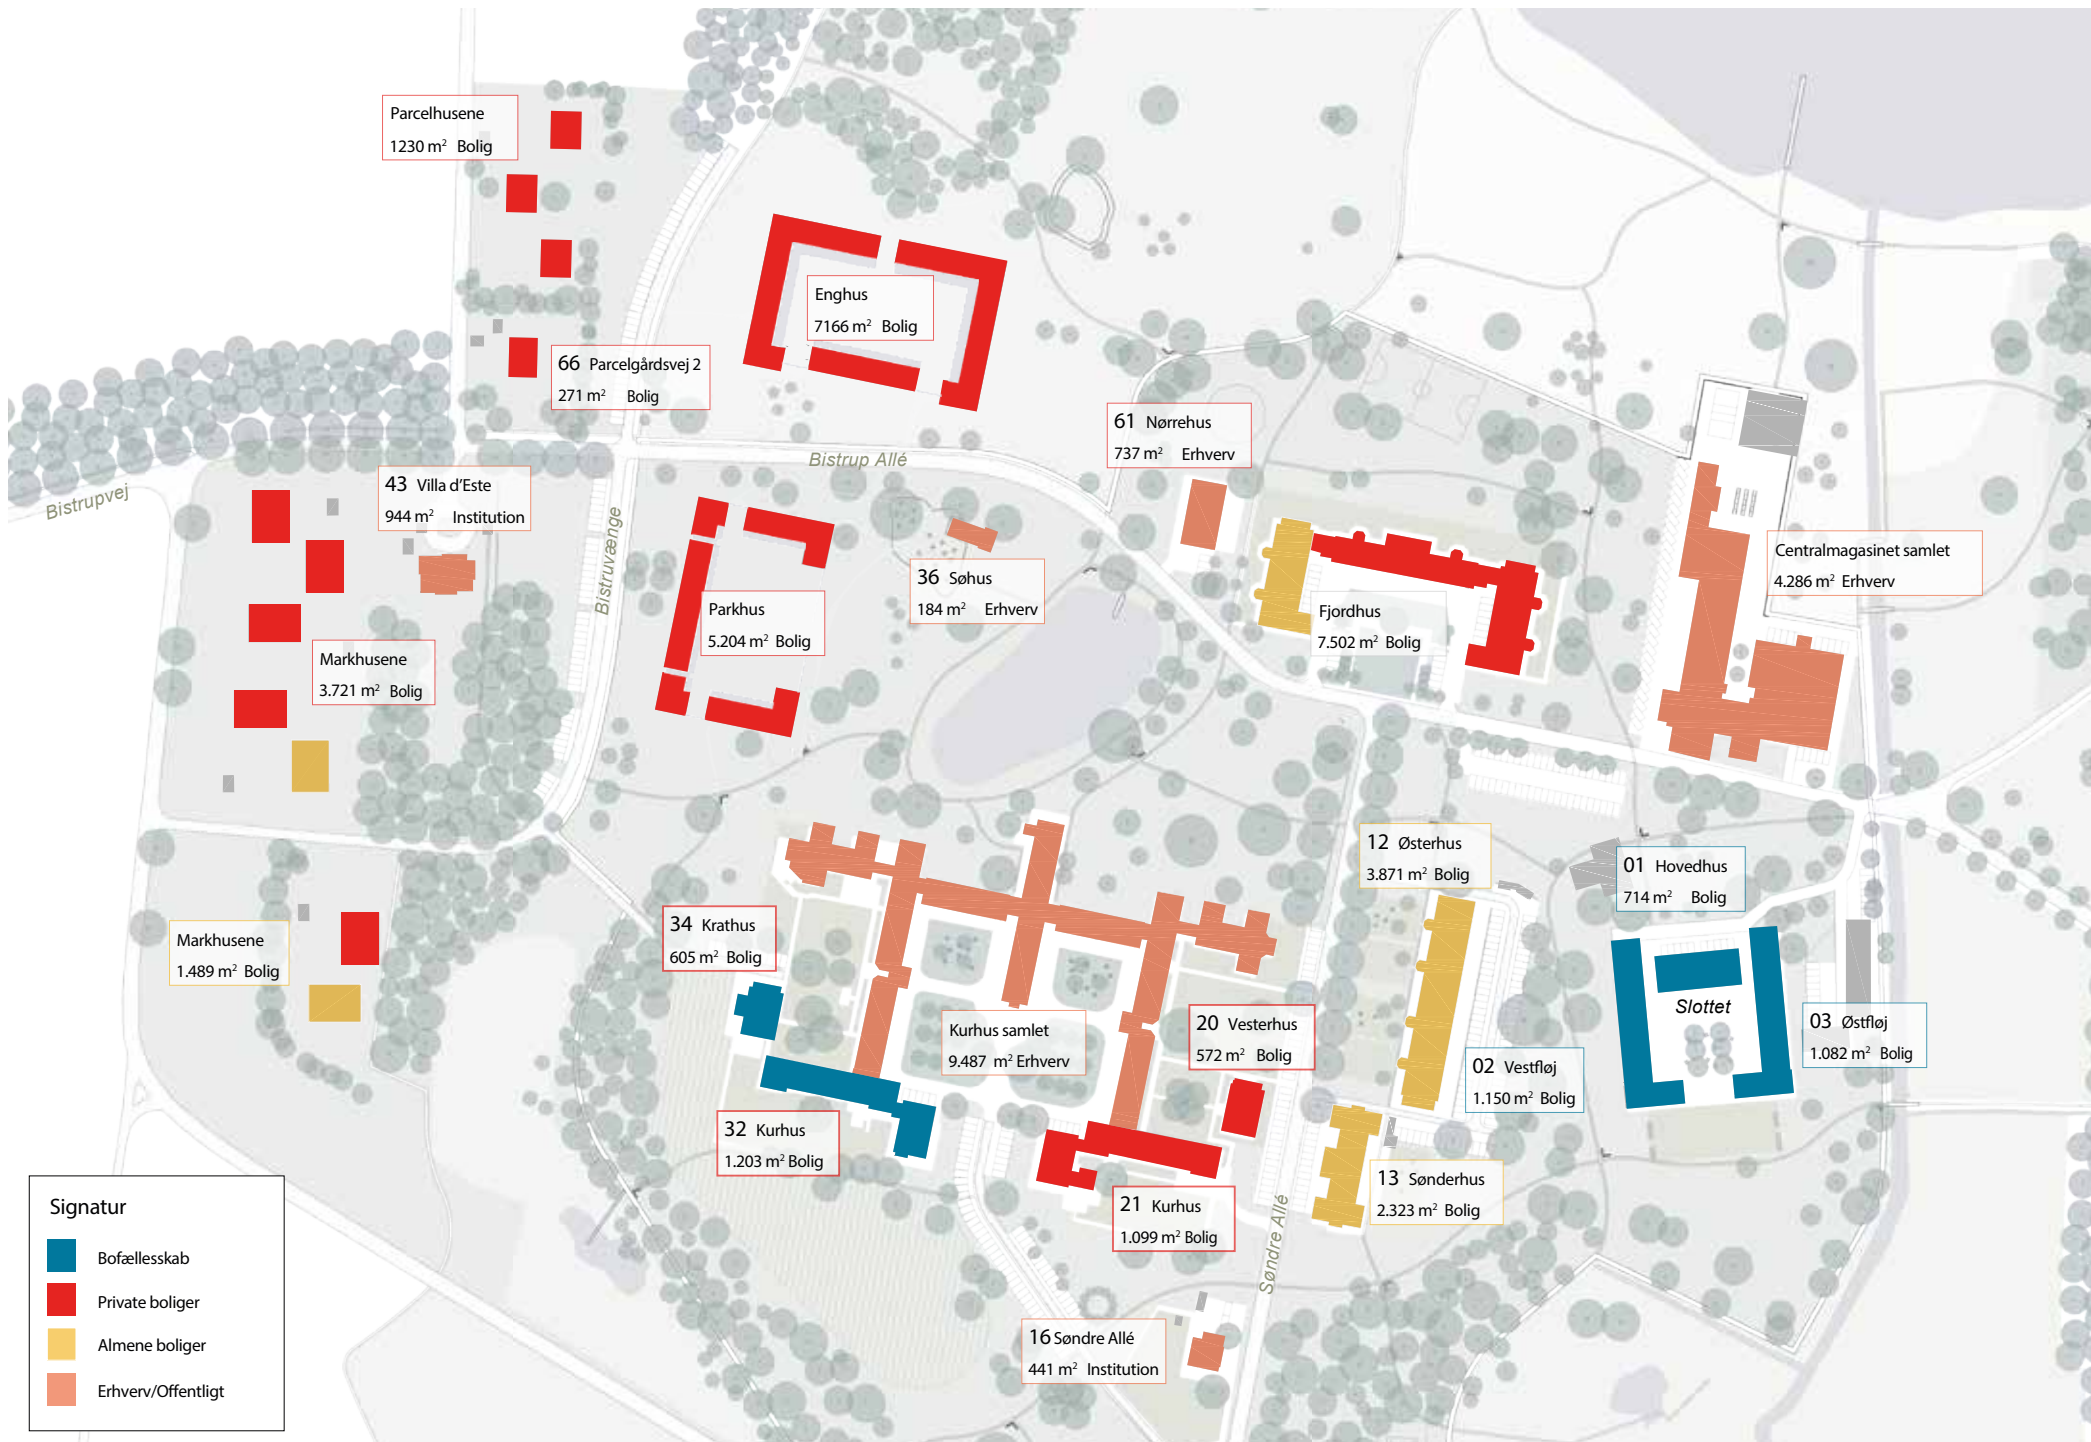 Parcelhusene
1230 m² Bolig
Enghus
7166 m² Bolig
66 Parcelgårdsvej 2
271 m² Bolig
61 Nørrehus
737 m² Erhverv
Bistrup Allé
Bistrupvej
43 Villa d'Este
944 m² Institution
Bistruvænge
Centralmagasinet samlet
4.286 m² Erhverv
36 Søhus
184 m² Erhverv
Parkhus
5.204 m² Bolig
Fjordhus
7.502 m² Bolig
Markhusene
3.721 m² Bolig
12 Østerhus
3.871 m² Bolig
01 Hovedhus
714 m² Bolig
34 Krathus
605 m² Bolig
Markhusene
1.489 m² Bolig
Slottet
Kurhus samlet
9.487 m² Erhverv
20 Vesterhus
572 m² Bolig
03 Østfløj
1.082 m² Bolig
02 Vestfløj
1.150 m² Bolig
32 Kurhus
1.203 m² Bolig
13 Sønderhus
2.323 m² Bolig
21 Kurhus
1.099 m² Bolig
Søndre Allé
16 Søndre Allé
441 m² Institution
Signatur
Bofællesskab
Private boliger
Almene boliger
Erhverv/Offentligt